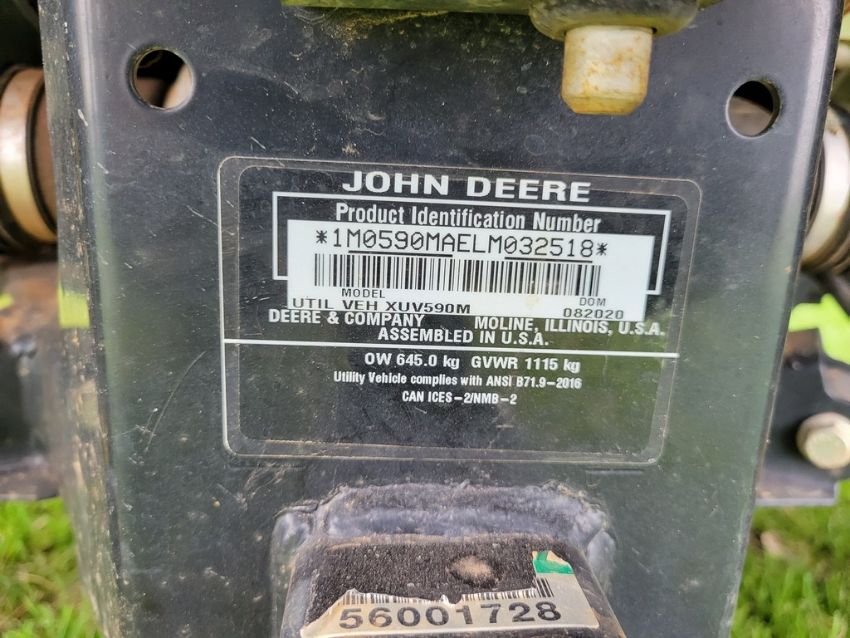 JOHN DEERE
Product Identification Number
*1M0590MAELM032518*
MODEL DOM
UTIL VEH XUV590M 082020
DEERE & COMPANY MOLINE, ILLINOIS, U.S.A.
ASSEMBLED IN U.S.A.
OW 645.0 kg GVWR 1115 kg
Utility Vehicle complies with ANSI B71.9-2016
CAN ICES-2/NMB-2
56001728